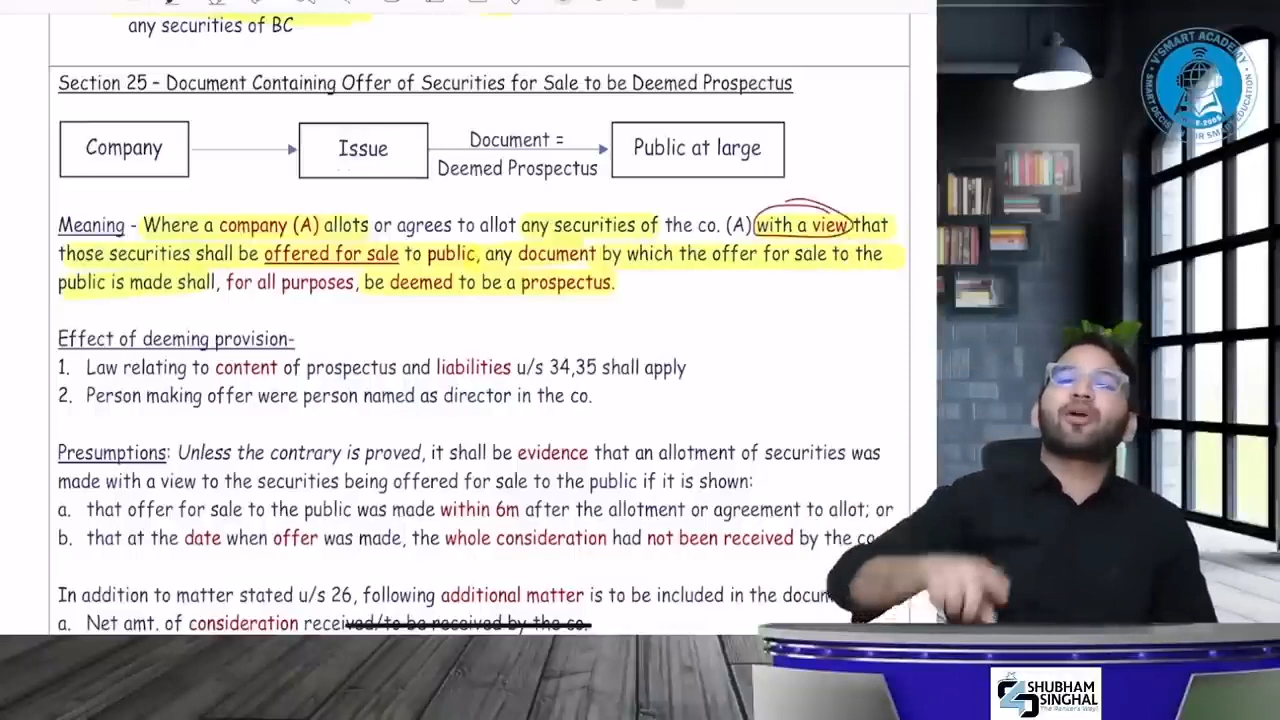 any securities of BC
Section 25 – Document Containing Offer of Securities for Sale to be Deemed Prospectus
Company
Issue
Document =
Deemed Prospectus
Public at large
Meaning - Where a company (A) allots or agrees to allot any securities of the co. (A) with a view that
those securities shall be offered for sale to public, any document by which the offer for sale to the
public is made shall, for all purposes, be deemed to be a prospectus.
Effect of deeming provision-
1. Law relating to content of prospectus and liabilities u/s 34,35 shall apply
2. Person making offer were person named as director in the co.
Presumptions: Unless the contrary is proved, it shall be evidence that an allotment of securities was
made with a view to the securities being offered for sale to the public if it is shown:
a. that offer for sale to the public was made within 6m after the allotment or agreement to allot; or
b. that at the date when offer was made, the whole consideration had not been received by the co
In addition to matter stated u/s 26, following additional matter is to be included in the docum
a. Net amt. of consideration received/to be received by the co.
V'SMART ACADEMY
SHUBHAM
SINGHAL
The Rankers Way!